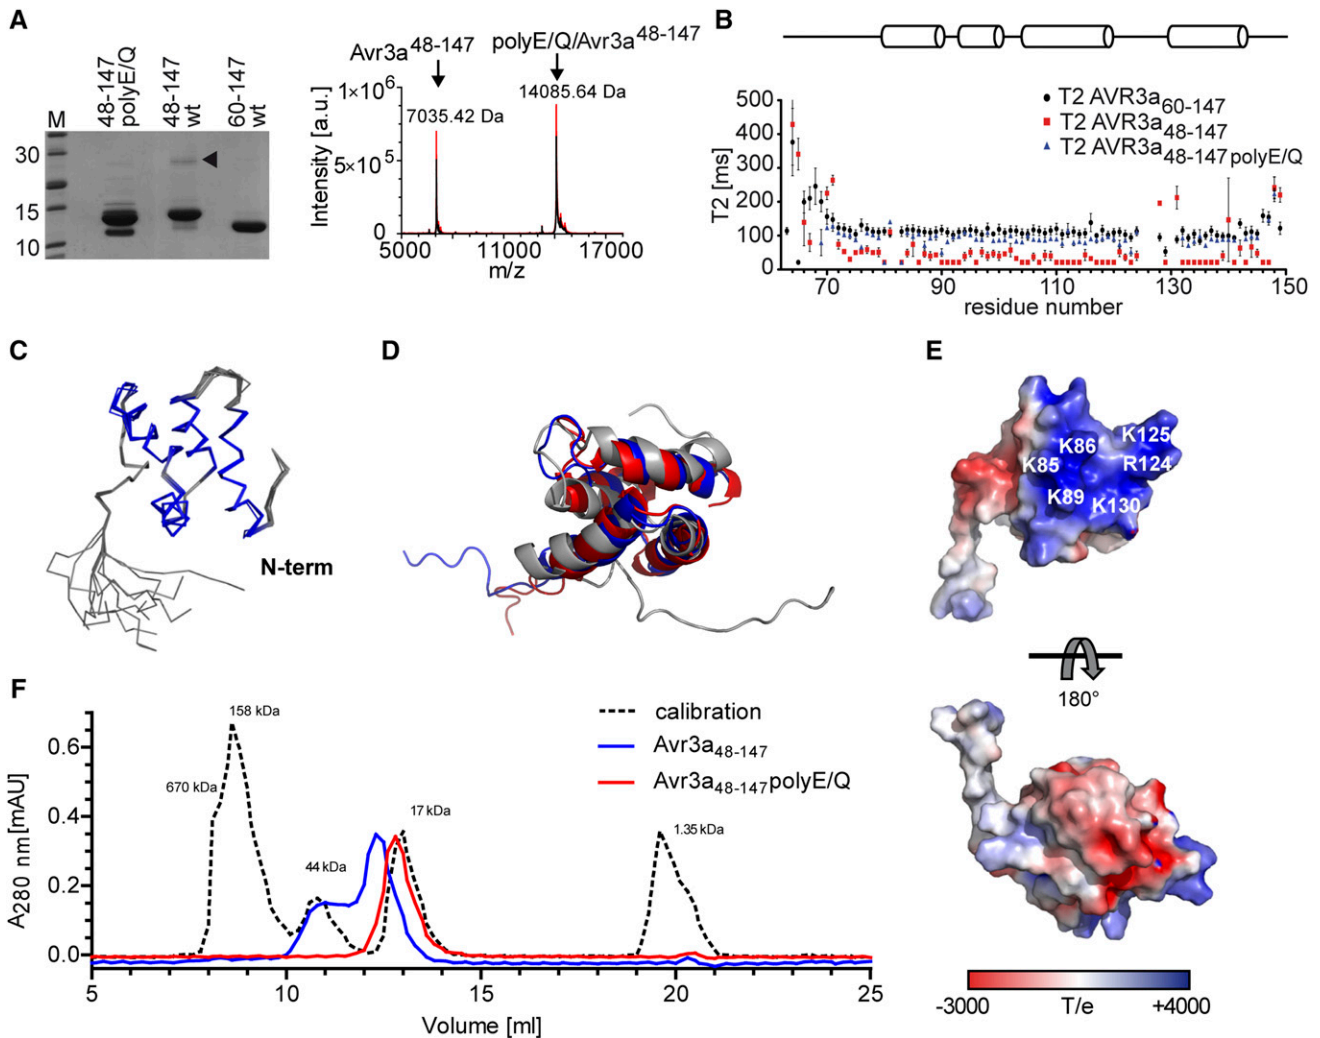 A
M
48-147
polyE/Q
48-147
wt
60-147
wt
30
15
10
Avr3a48-147
polyE/Q/Avr3a48-147
Intensity [a.u.]
1×10^6
5×10^5
0
7035.42 Da
14085.64 Da
5000
11000
17000
m/z
B
T2 AVR3a60-147
T2 AVR3a48-147
T2 AVR3a48-147polyE/Q
T2 [ms]
500
400
300
200
100
0
70
90
110
130
150
residue number
C
N-term
D
E
K86
K125
K85
R124
K89
K130
180°
-3000
T/e
+4000
F
A280 nm [mAU]
0.6
0.4
0.2
0.0
158 kDa
670 kDa
44 kDa
17 kDa
1.35 kDa
calibration
Avr3a48-147
Avr3a48-147polyE/Q
5
10
15
20
25
Volume [ml]